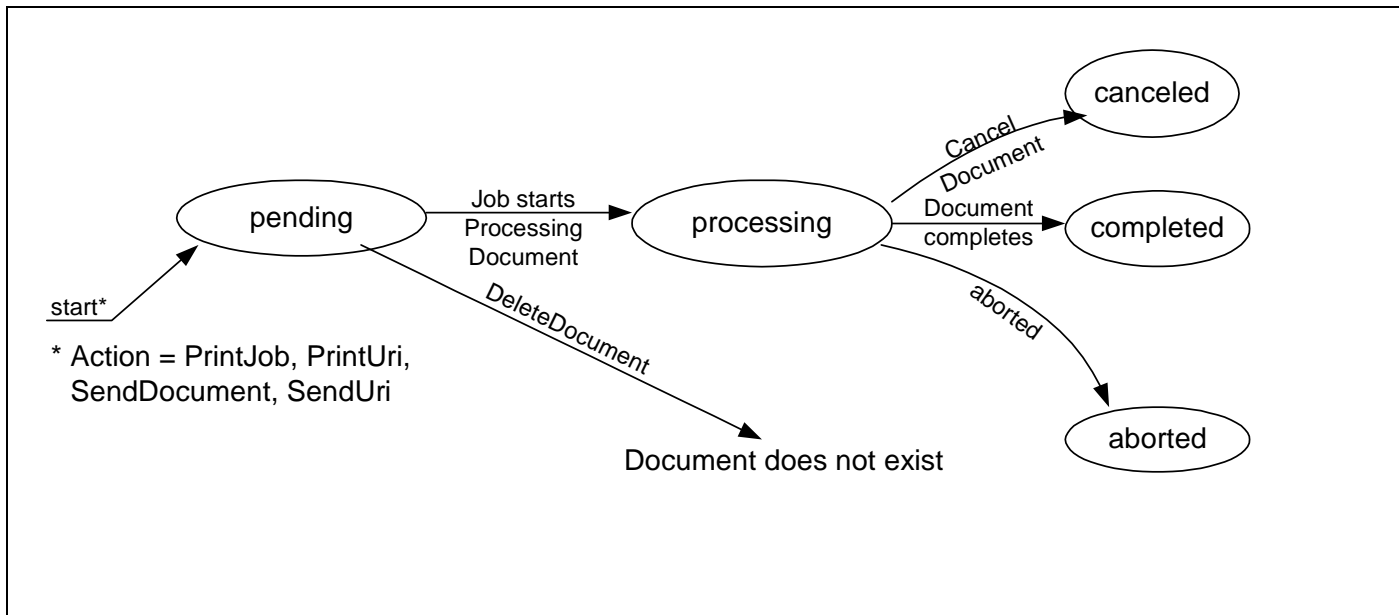 canceled
Cancel
Document
Job starts
pending
processing
Document
completed
Processing
completes
Document
DeleteDocument
aborted
start*
* Action = PrintJob, PrintUri,
SendDocument, SendUri
aborted
Document does not exist